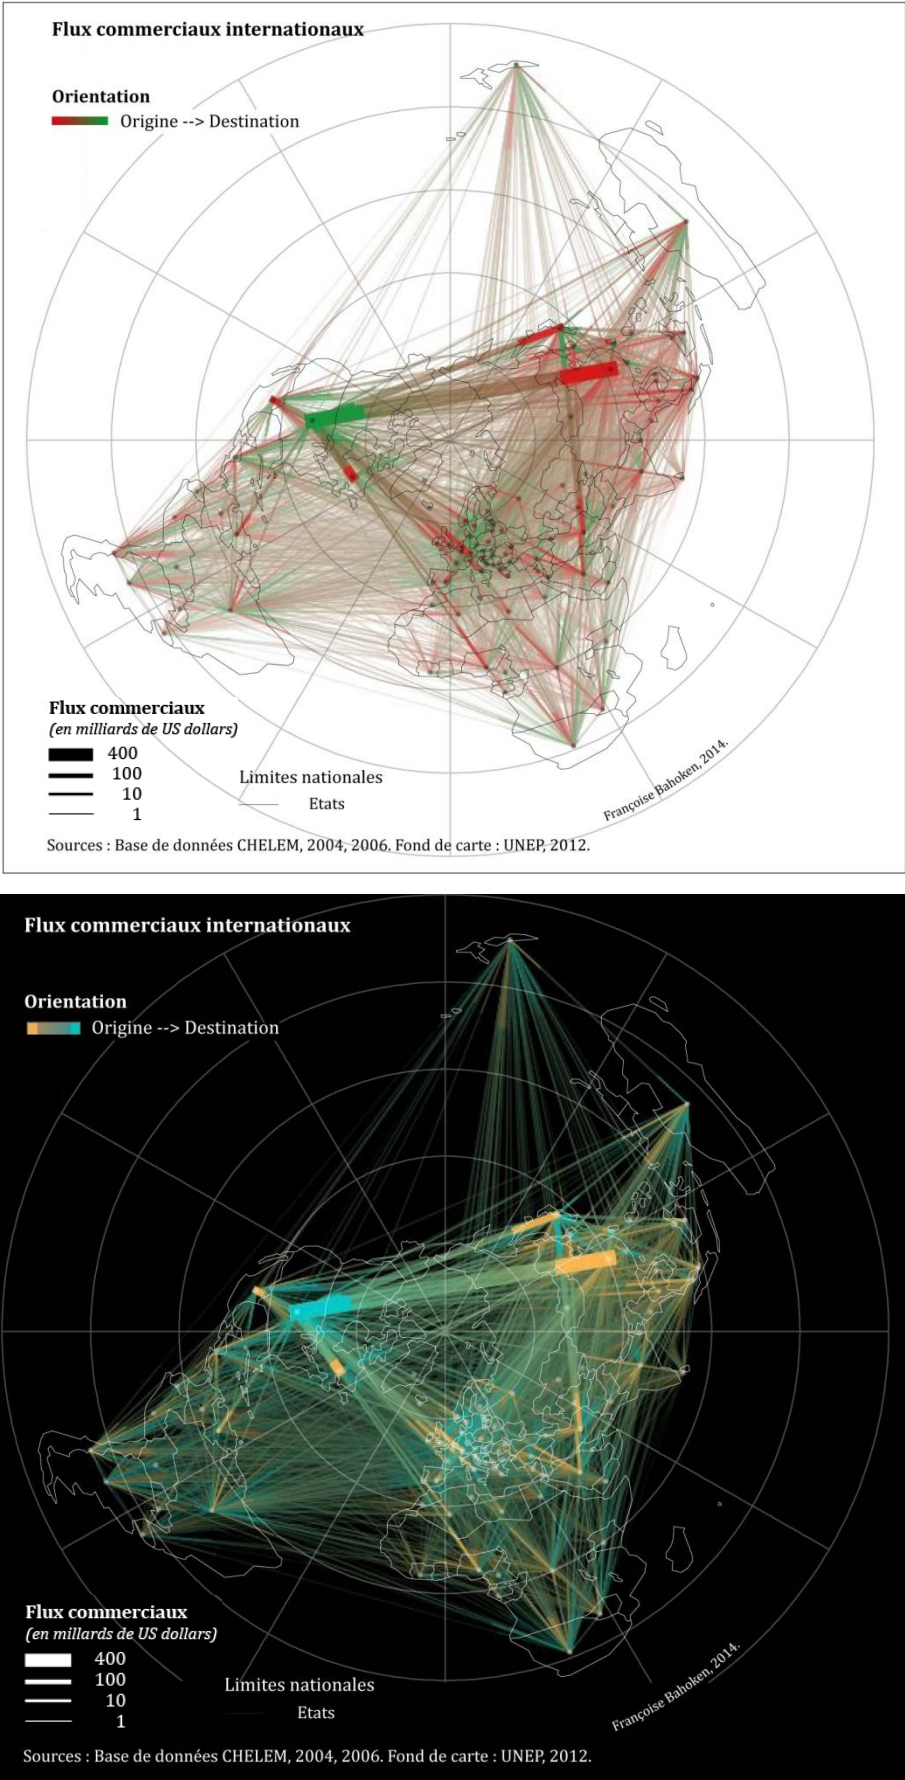 Flux commerciaux internationaux
Orientation
Origine --> Destination
Flux commerciaux
(en milliards de US dollars)
400
100
10
1
Limites nationales
Etats
Françoise Bahoken, 2014.
Sources : Base de données CHELEM, 2004, 2006. Fond de carte : UNEP, 2012.
Flux commerciaux internationaux
Orientation
Origine --> Destination
Flux commerciaux
(en millards de US dollars)
400
100
10
1
Limites nationales
Etats
Françoise Bahoken, 2014.
Sources : Base de données CHELEM, 2004, 2006. Fond de carte : UNEP, 2012.